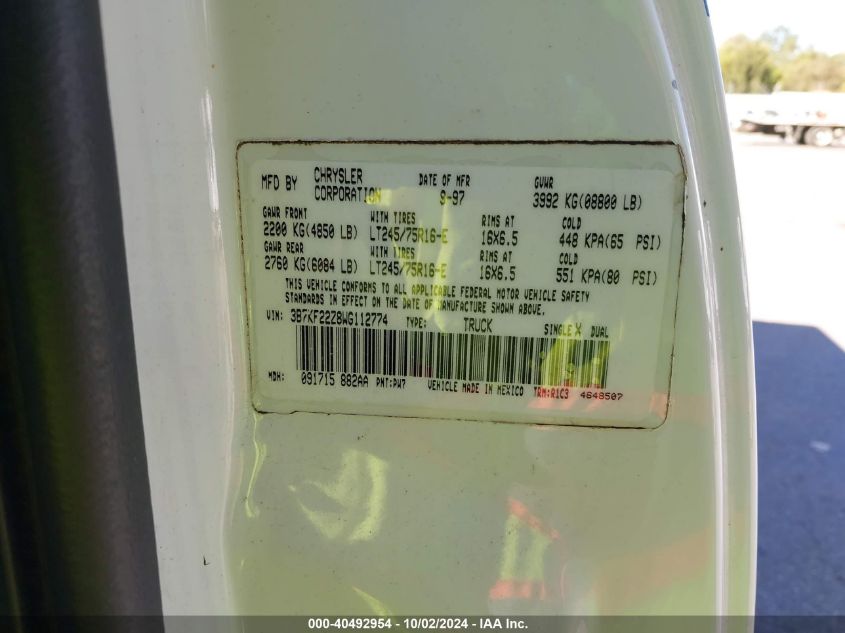 MFD BY CHRYSLER CORPORATION DATE OF MFR 9-97 GVWR 3992 KG(08800 LB)
GAWR FRONT WITH TIRES RIMS AT COLD
2200 KG(4850 LB) LT245/75R16-E 16X6.5 448 KPA(65 PSI)
GAWR REAR WITH TIRES RIMS AT COLD
2760 KG(6084 LB) LT245/75R16-E 16X6.5 551 KPA(80 PSI)
THIS VEHICLE CONFORMS TO ALL APPLICABLE FEDERAL MOTOR VEHICLE SAFETY
STANDARDS IN EFFECT ON THE DATE OF MANUFACTURE SHOWN ABOVE.
VIN: 3B7KF22Z8WG112774 TYPE: TRUCK SINGLE X DUAL
MDH: 091715 882AA PNT:PW7 VEHICLE MADE IN MEXICO TRM:R1C3 4648507
000-40492954 - 10/02/2024 - IAA Inc.